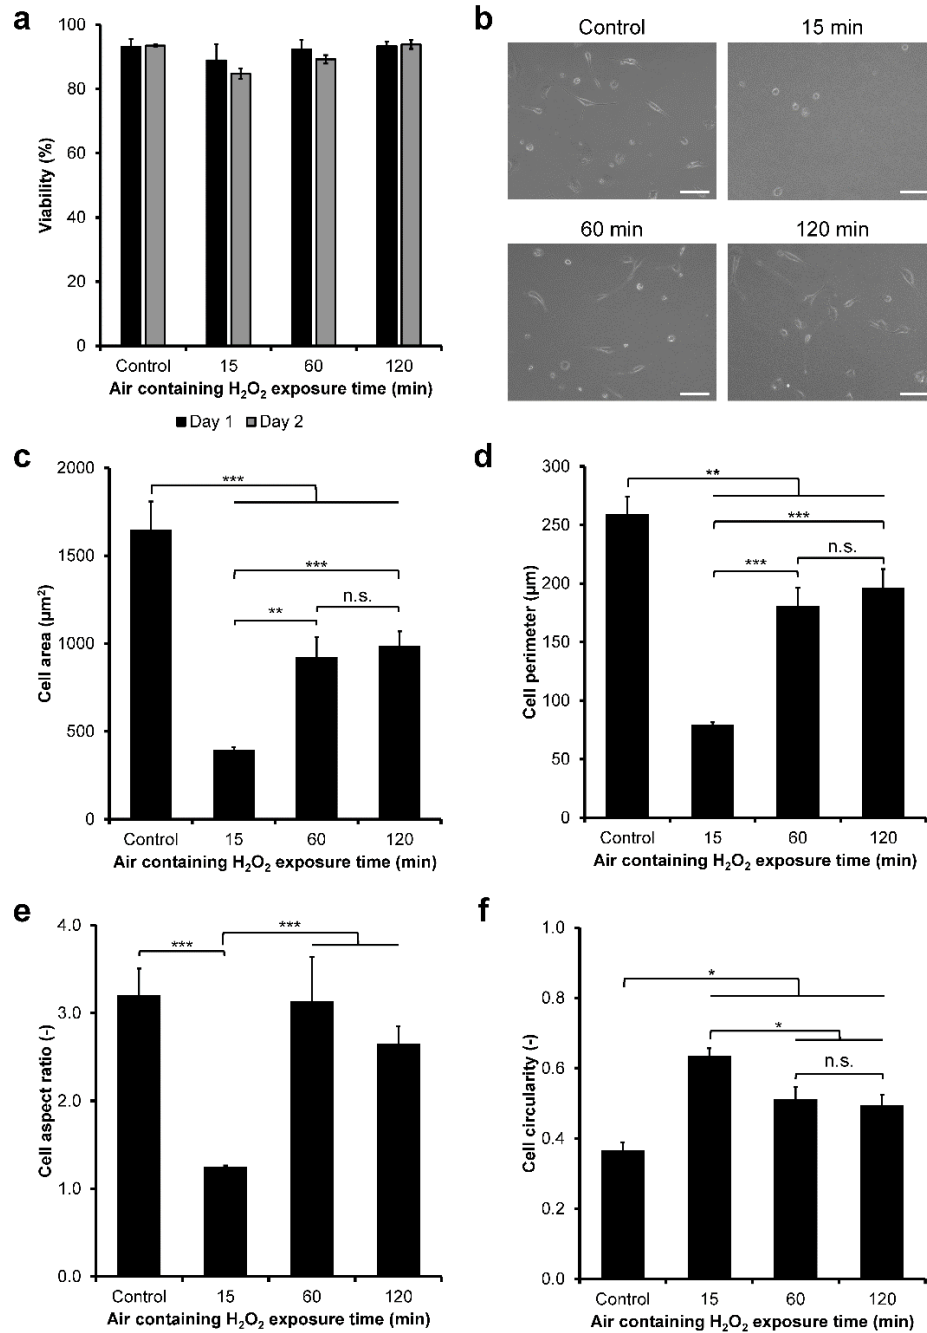 a
100
80
60
40
20
0
Viability (%)
Control 15 60 120
Air containing H₂O₂ exposure time (min)
■ Day 1 ■ Day 2
b
Control 15 min
60 min 120 min
c
2000
1500
1000
500
0
Cell area (µm²)
***
***
**
n.s.
Control 15 60 120
Air containing H₂O₂ exposure time (min)
d
300
250
200
150
100
50
0
Cell perimeter (µm)
**
***
***
n.s.
Control 15 60 120
Air containing H₂O₂ exposure time (min)
e
4.0
3.0
2.0
1.0
0.0
Cell aspect ratio (-)
***
***
Control 15 60 120
Air containing H₂O₂ exposure time (min)
f
1.0
0.8
0.6
0.4
0.2
0.0
Cell circularity (-)
*
*
n.s.
Control 15 60 120
Air containing H₂O₂ exposure time (min)